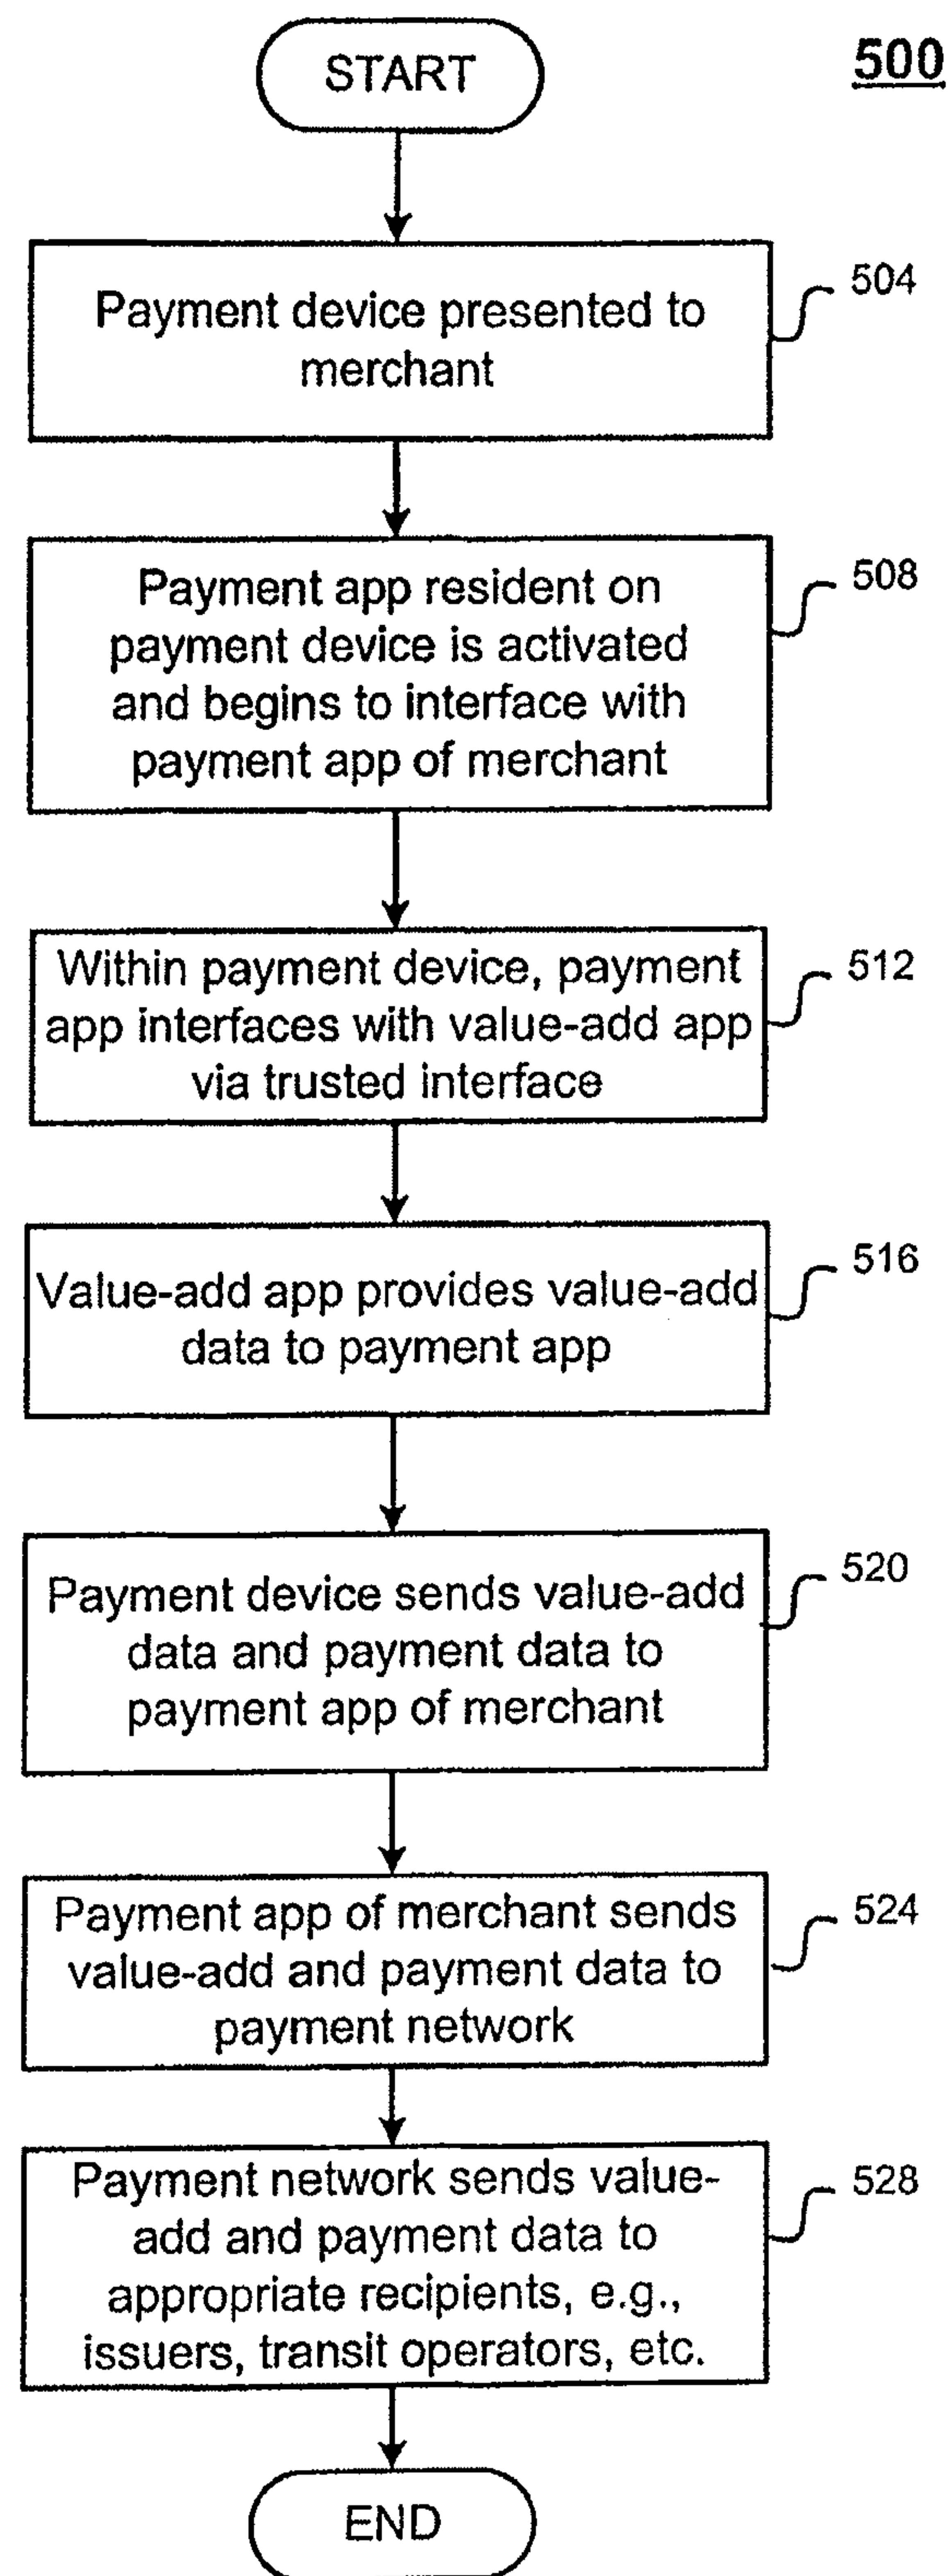 START
500
Payment device presented to
merchant
504
Payment app resident on
payment device is activated
and begins to interface with
payment app of merchant
508
Within payment device, payment
app interfaces with value-add app
via trusted interface
512
Value-add app provides value-add
data to payment app
516
Payment device sends value-add
data and payment data to
payment app of merchant
520
Payment app of merchant sends
value-add and payment data to
payment network
524
Payment network sends value-
add and payment data to
appropriate recipients, e.g.,
issuers, transit operators, etc.
528
END